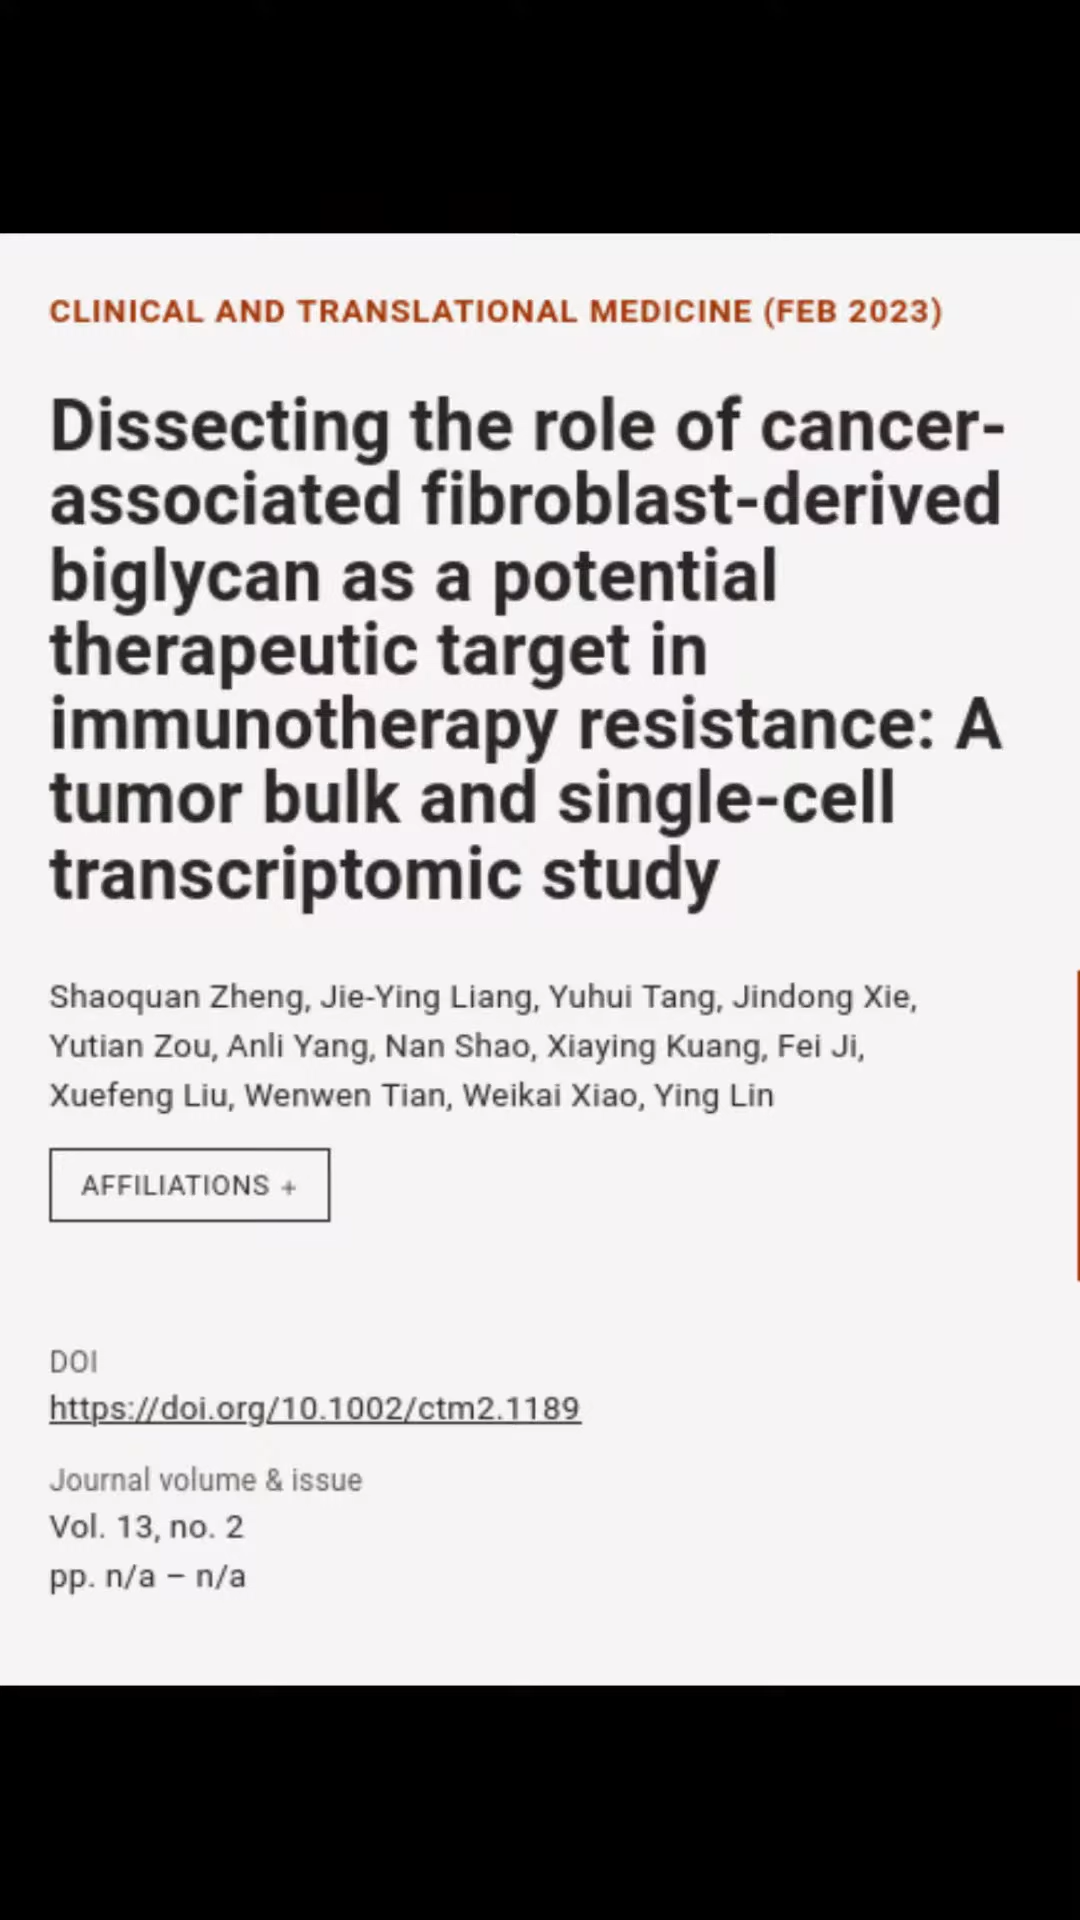 CLINICAL AND TRANSLATIONAL MEDICINE (FEB 2023)
Dissecting the role of cancer-
associated fibroblast-derived
biglycan as a potential
therapeutic target in
immunotherapy resistance: A
tumor bulk and single-cell
transcriptomic study
Shaoquan Zheng, Jie-Ying Liang, Yuhui Tang, Jindong Xie,
Yutian Zou, Anli Yang, Nan Shao, Xiaying Kuang, Fei Ji,
Xuefeng Liu, Wenwen Tian, Weikai Xiao, Ying Lin
AFFILIATIONS +
DOI
https://doi.org/10.1002/ctm2.1189
Journal volume & issue
Vol. 13, no. 2
pp. n/a – n/a